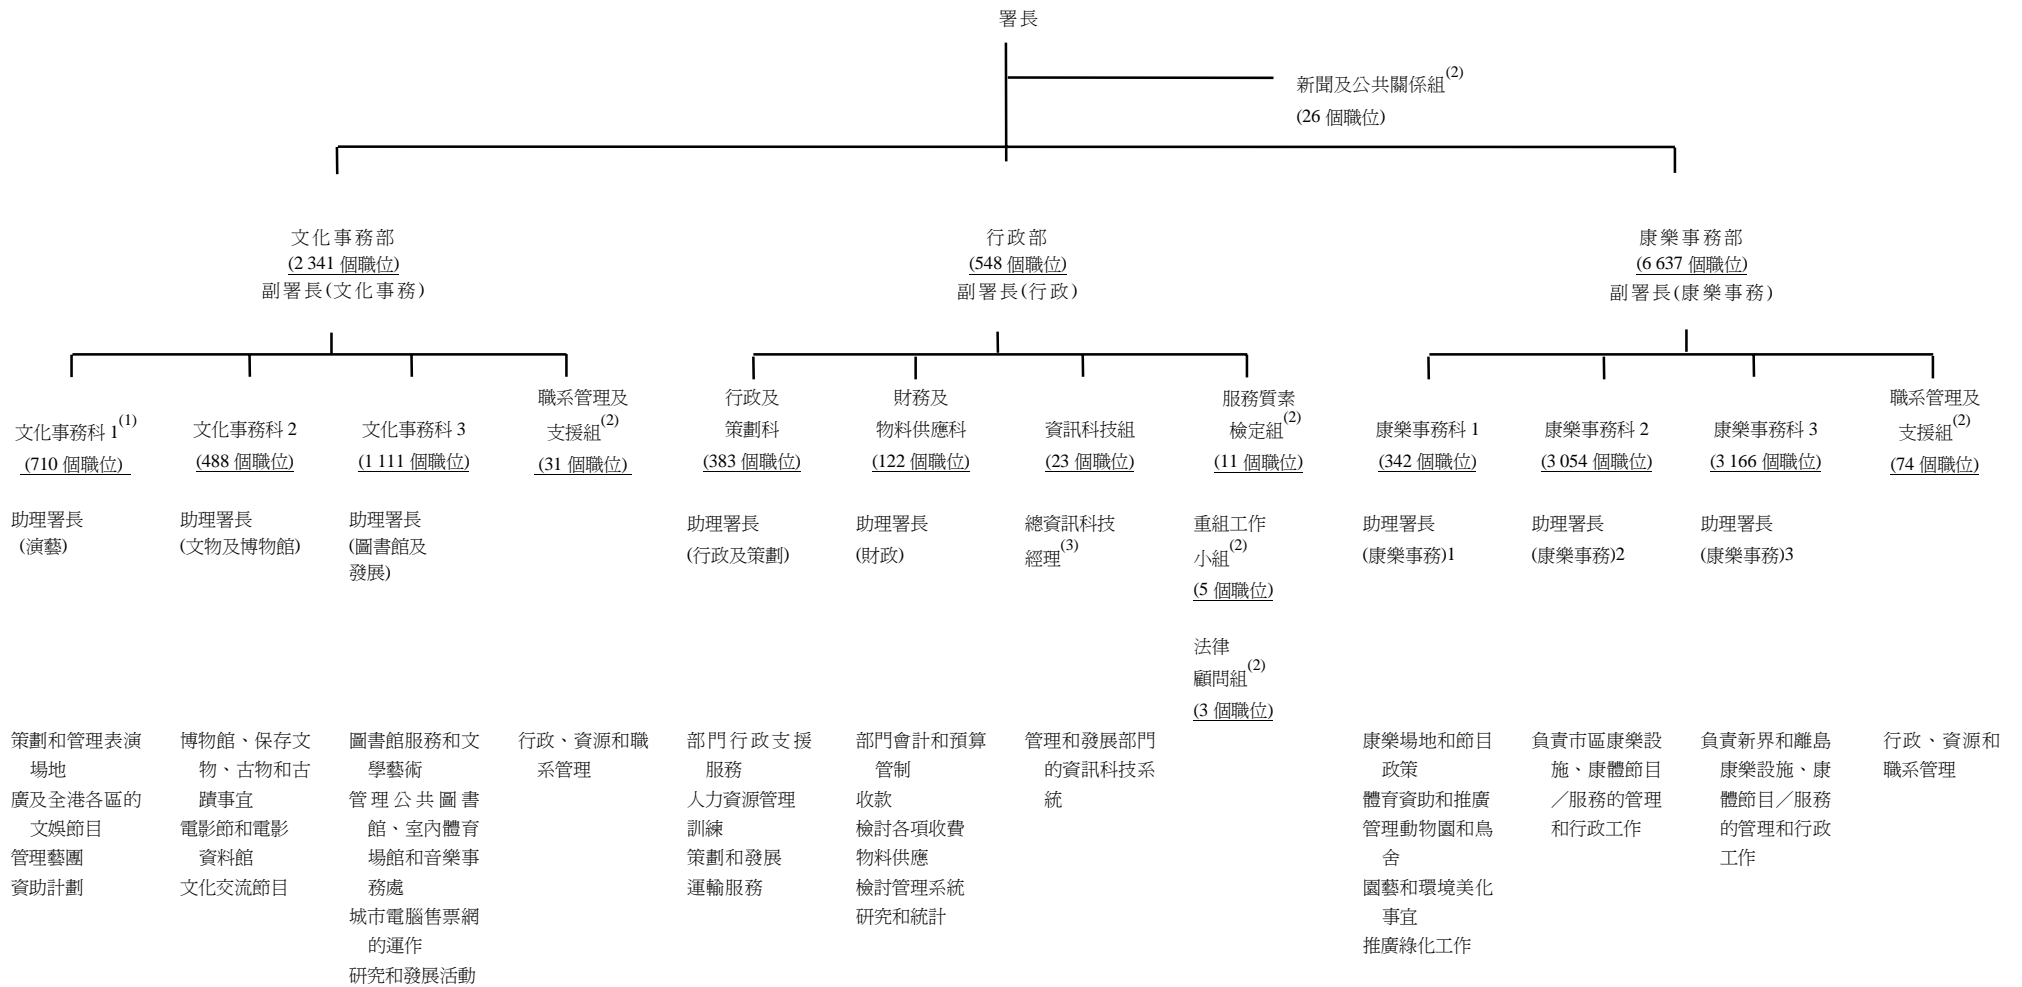 署長
新聞及公共關係組(2)
(26 個職位)
文化事務部
(2 341 個職位)
副署長(文化事務)
行政部
(548 個職位)
副署長(行政)
康樂事務部
(6 637 個職位)
副署長(康樂事務)
文化事務科 1(1)
(710 個職位)
助理署長
(演藝)
策劃和管理表演
場地
廣及全港各區的
文娛節目
管理藝團
資助計劃
文化事務科 2
(488 個職位)
助理署長
(文物及博物館)
博物館、保存文
物、古物和古
蹟事宜
電影節和電影
資料館
文化交流節目
文化事務科 3
(1 111 個職位)
助理署長
(圖書館及
發展)
圖書館服務和文
學藝術
管理公共圖書
館、室內體育
場館和音樂事
務處
城市電腦售票網
的運作
研究和發展活動
職系管理及
支援組(2)
(31 個職位)
行政、資源和職
系管理
行政及
策劃科
(383 個職位)
助理署長
(行政及策劃)
部門行政支援
服務
人力資源管理
訓練
策劃和發展
運輸服務
財務及
物料供應科
(122 個職位)
助理署長
(財政)
部門會計和預算
管制
收款
檢討各項收費
物料供應
檢討管理系統
研究和統計
資訊科技組
(23 個職位)
總資訊科技
經理(3)
管理和發展部門
的資訊科技系
統
服務質素
檢定組(2)
(11 個職位)
重組工作
小組(2)
(5 個職位)
法律
顧問組(2)
(3 個職位)
康樂事務科 1
(342 個職位)
助理署長
(康樂事務)1
康樂場地和節目
政策
體育資助和推廣
管理動物園和鳥
舍
園藝和環境美化
事宜
推廣綠化工作
康樂事務科 2
(3 054 個職位)
助理署長
(康樂事務)2
負責市區康樂設
施、康體節目
／服務的管理
和行政工作
康樂事務科 3
(3 166 個職位)
助理署長
(康樂事務)3
負責新界和離島
康樂設施、康
體節目／服務
的管理和行政
工作
職系管理及
支援組(2)
(74 個職位)
行政、資源和
職系管理